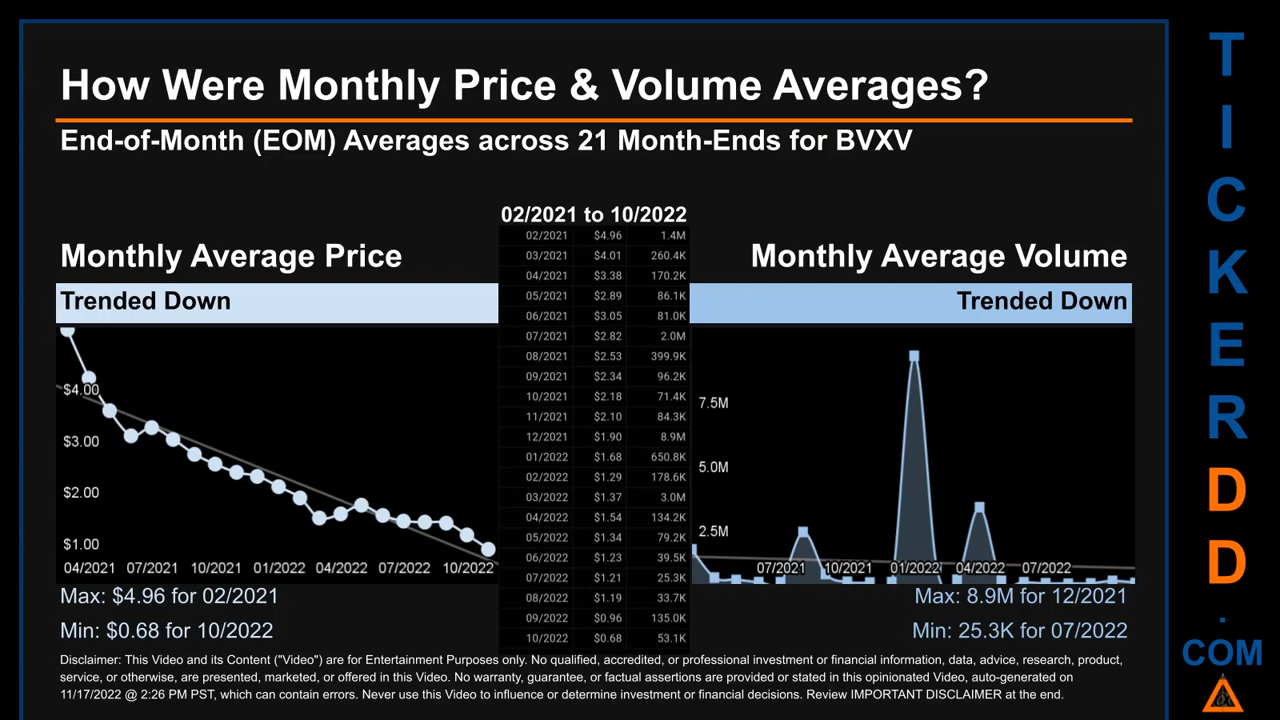 How Were Monthly Price & Volume Averages?
End-of-Month (EOM) Averages across 21 Month-Ends for BVXV
02/2021 to 10/2022
Monthly Average Price
Trended Down
$4.00
$3.00
$2.00
$1.00
04/2021 07/2021 10/2021 01/2022 04/2022 07/2022 10/2022
Max: $4.96 for 02/2021
Min: $0.68 for 10/2022
02/2021 $4.96 1.4M
03/2021 $4.01 260.4K
04/2021 $3.38 170.2K
05/2021 $2.89 86.1K
06/2021 $3.05 81.0K
07/2021 $2.82 2.0M
08/2021 $2.53 399.9K
09/2021 $2.34 96.2K
10/2021 $2.18 71.4K
11/2021 $2.10 84.3K
12/2021 $1.90 8.9M
01/2022 $1.68 650.8K
02/2022 $1.29 178.6K
03/2022 $1.37 3.0M
04/2022 $1.54 134.2K
05/2022 $1.34 79.2K
06/2022 $1.23 39.5K
07/2022 $1.21 25.3K
08/2022 $1.19 33.7K
09/2022 $0.96 135.0K
10/2022 $0.68 53.1K
Monthly Average Volume
Trended Down
7.5M
5.0M
2.5M
07/2021 10/2021 01/2022 04/2022 07/2022
Max: 8.9M for 12/2021
Min: 25.3K for 07/2022
Disclaimer: This Video and its Content ("Video") are for Entertainment Purposes only. No qualified, accredited, or professional investment or financial information, data, advice, research, product,
service, or otherwise, are presented, marketed, or offered in this Video. No warranty, guarantee, or factual assertions are provided or stated in this opinionated Video, auto-generated on
11/17/2022 @ 2:26 PM PST, which can contain errors. Never use this Video to influence or determine investment or financial decisions. Review IMPORTANT DISCLAIMER at the end.
T
I
C
K
E
R
D
D
.
COM